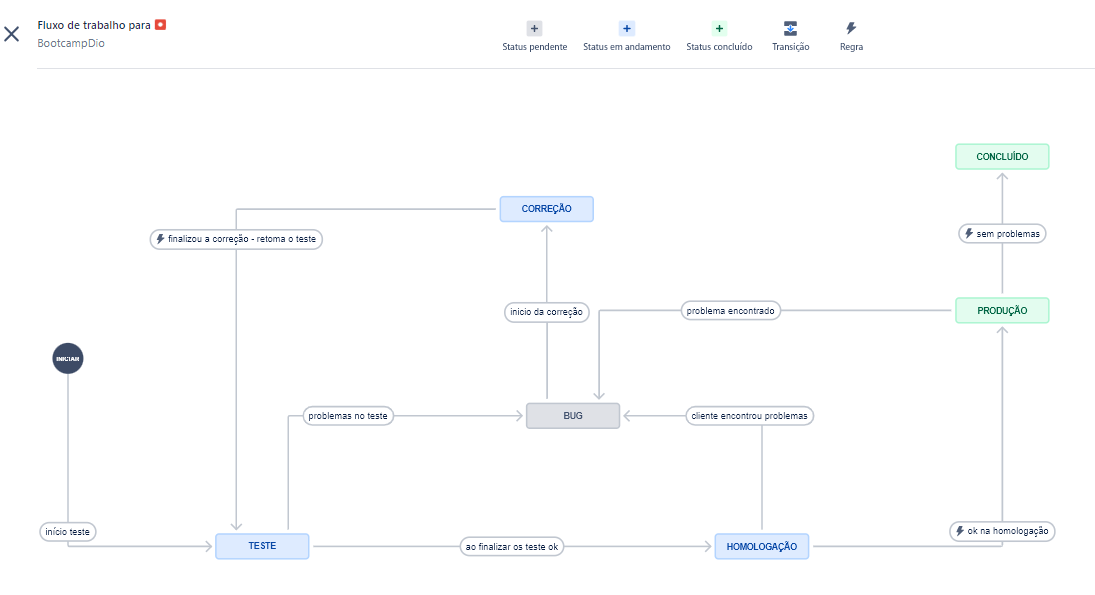 Fluxo de trabalho para
BootcampDio
Status pendente
Status em andamento
Status concluído
Transição
Regra
CONCLUÍDO
CORREÇÃO
finalizou a correção - retoma o teste
sem problemas
inicio da correção
problema encontrado
PRODUÇÃO
INICIAR
problemas no teste
BUG
cliente encontrou problemas
início teste
TESTE
ao finalizar os teste ok
HOMOLOGAÇÃO
ok na homologação